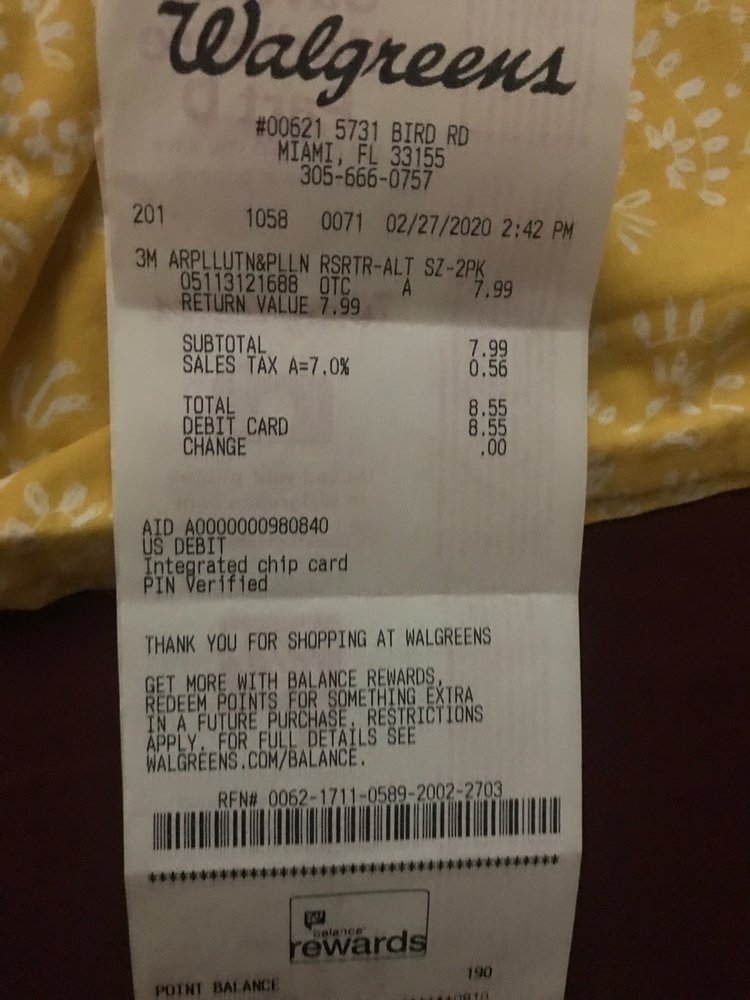 Walgreens
#00621 5731 BIRD RD
MIAMI, FL 33155
305-666-0757
201 1058 0071 02/27/2020 2:42 PM
3M ARPLLUTN&PLLN RSRTR-ALT SZ-2PK
05113121688 OTC A 7.99
RETURN VALUE 7.99
SUBTOTAL 7.99
SALES TAX A=7.0% 0.56
TOTAL 8.55
DEBIT CARD 8.55
CHANGE .00
AID A0000000980840
US DEBIT
Integrated chip card
PIN Verified
THANK YOU FOR SHOPPING AT WALGREENS
GET MORE WITH BALANCE REWARDS,
REDEEM POINTS FOR SOMETHING EXTRA
IN A FUTURE PURCHASE. RESTRICTIONS
APPLY. FOR FULL DETAILS SEE
WALGREENS.COM/BALANCE.
RFN# 0062-1711-0589-2002-2703
****************************************
balance
rewards
POINT BALANCE 190